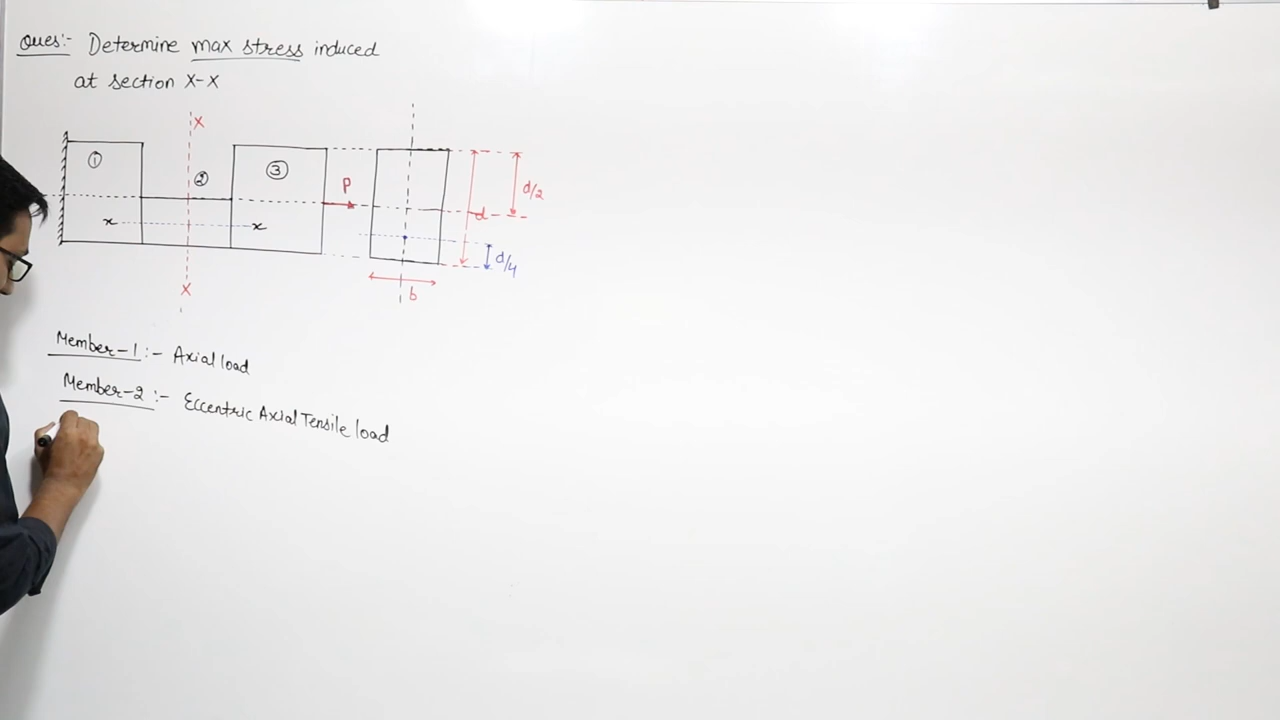 Ques:- Determine max stress induced
at section X-X
X
① ② ③
P
x x
X
d/2
d
d/4
b
Member-1 :- Axial load
Member-2 :- Eccentric Axial Tensile load